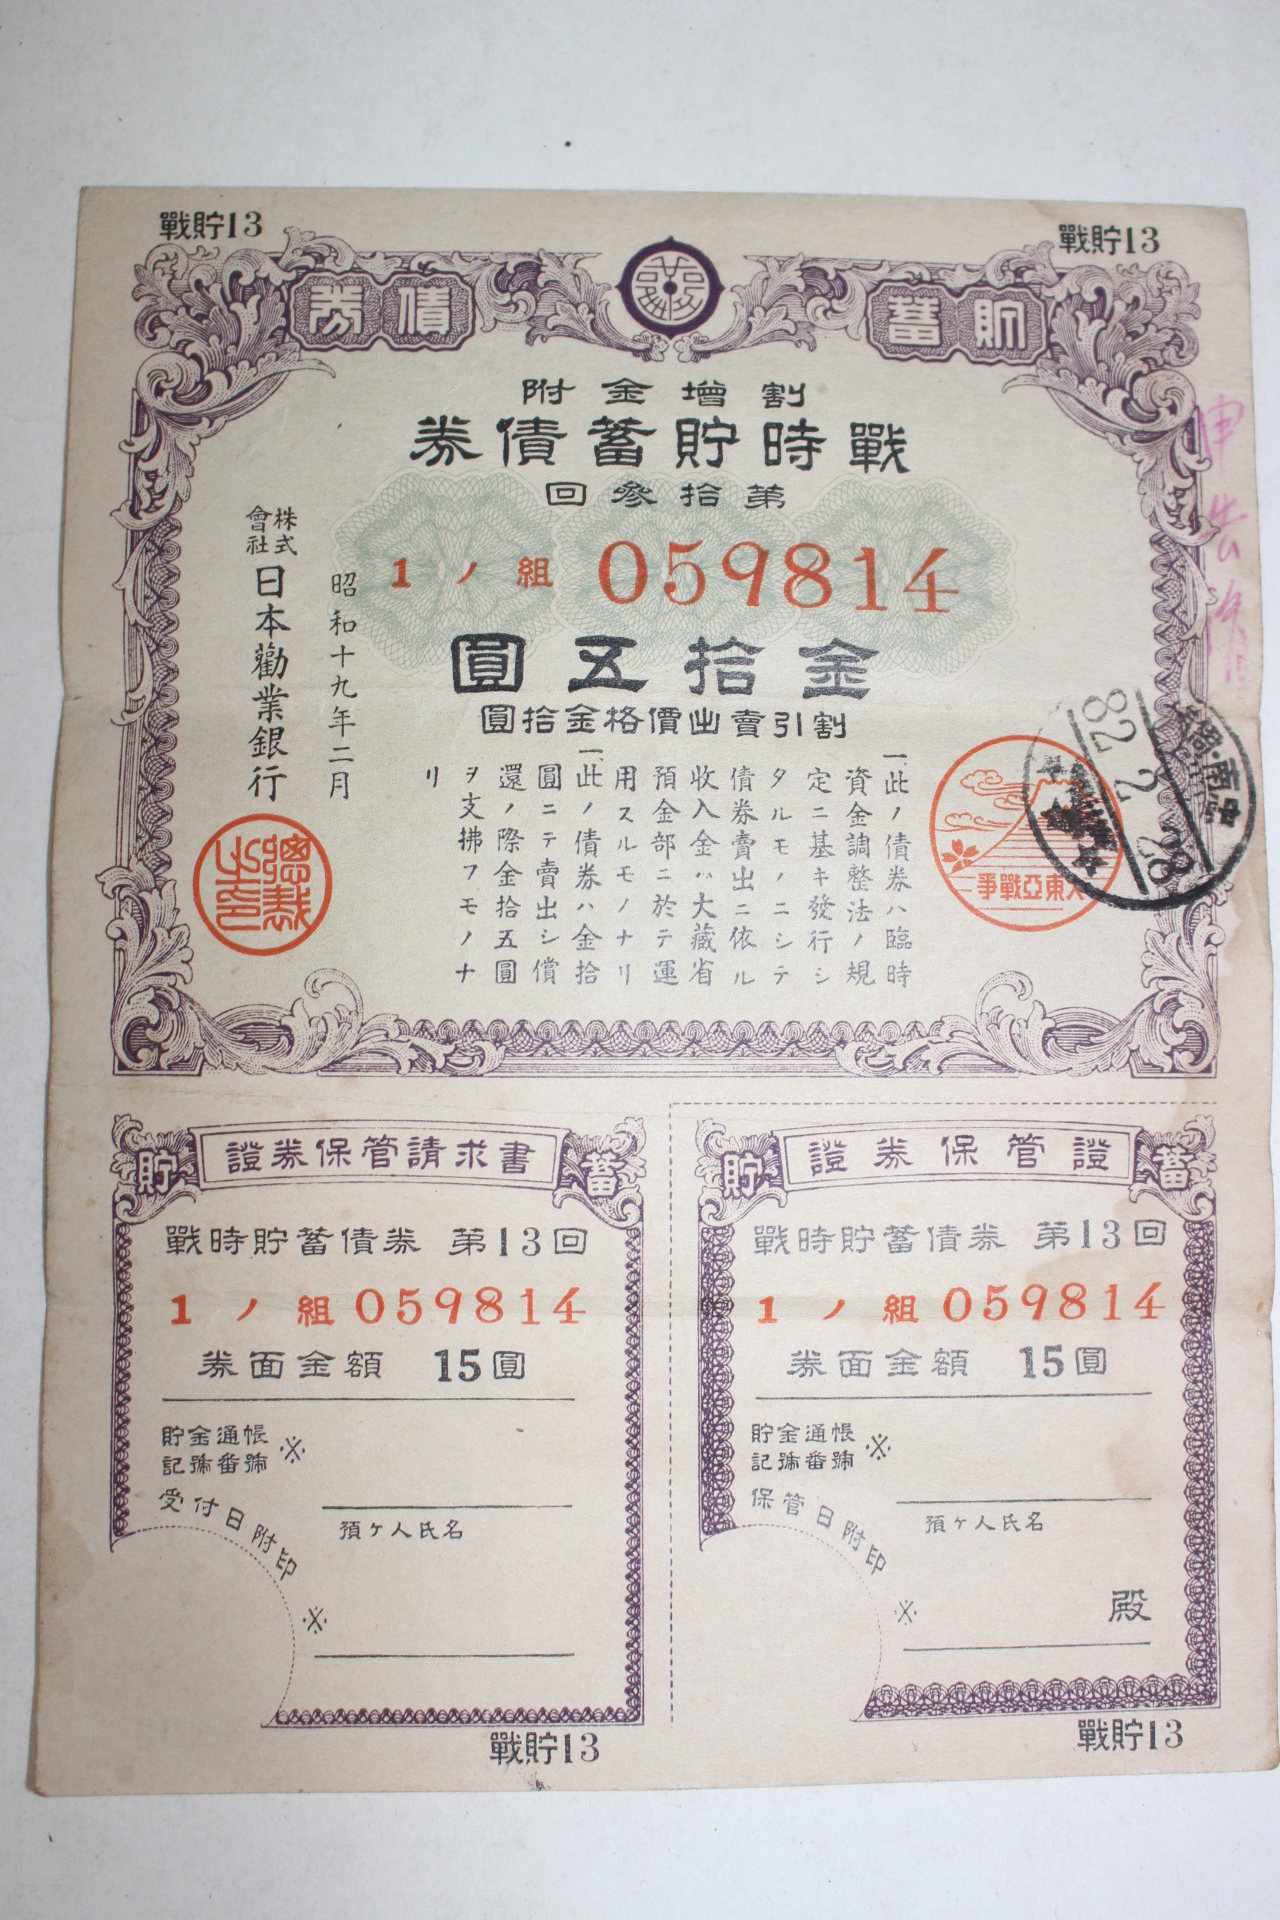 戰貯13
戰貯13
貯蓄
債券
割增金附
戰時貯蓄債券
第拾參回
1ノ組 059814
金拾五圓
割引賣出價格金拾圓
一、此ノ債券ハ臨時
資金調整法ノ規
定ニ基キ發行シ
タルモノニシテ
債券賣出ニ依ル
收入金ハ大藏省
預金部ニ於テ運
用スルモノナリ
一、此ノ債券ハ金拾
圓ニテ賣出シ償
還ノ際金拾五圓
ヲ支拂フモノナ
リ
昭和十九年二月
株式會社日本勸業銀行
總裁之印
大東亞戰爭
忠南
28
證券保管請求書
貯蓄
戰時貯蓄債券 第13回
1ノ組 059814
券面金額 15圓
貯金通帳
記號番號 ※
受付日附印
預ケ人氏名
※
戰貯13
證券保管證
貯蓄
戰時貯蓄債券 第13回
1ノ組 059814
券面金額 15圓
貯金通帳
記號番號 ※
保管日附印
預ケ人氏名
※
殿
戰貯13